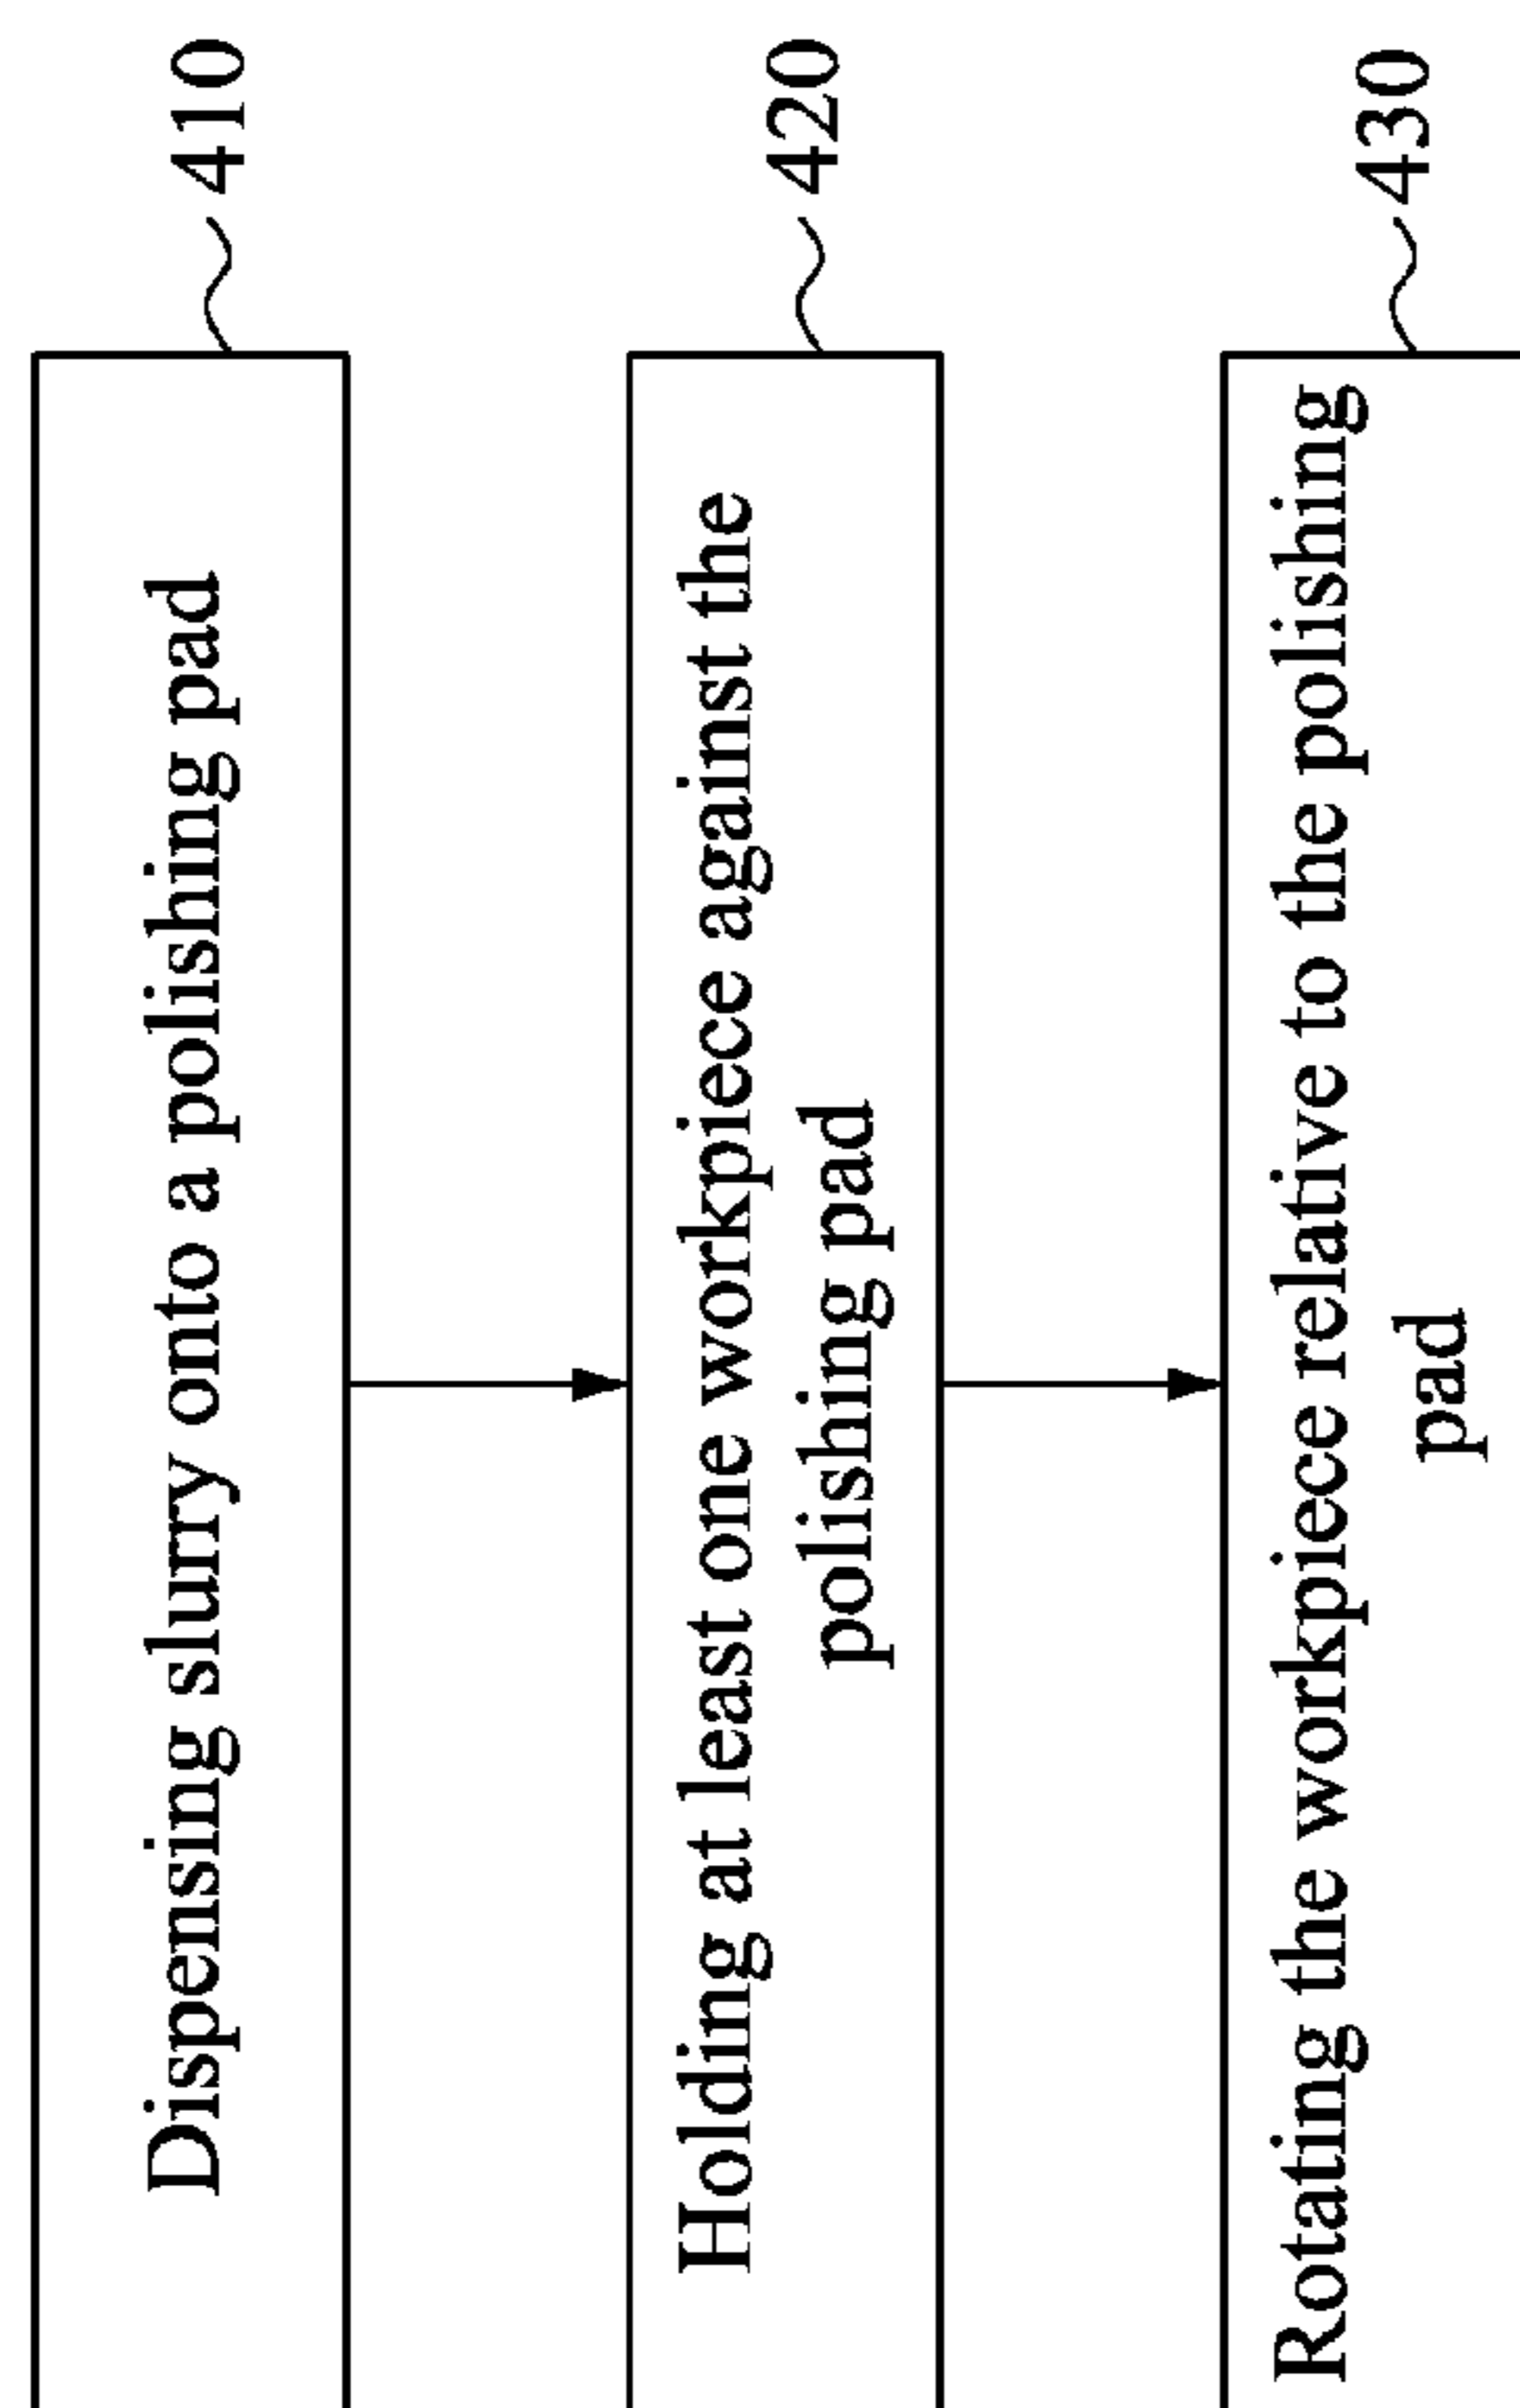 Dispensing slurry onto a polishing pad
410
Holding at least one workpiece against the
polishing pad
420
Rotating the workpiece relative to the polishing
pad
430